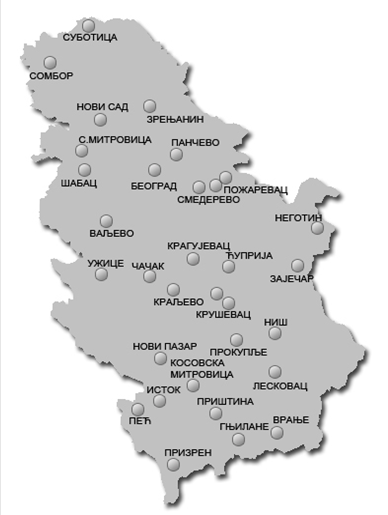 СУБОТИЦА
СОМБОР
НОВИ САД
ЗРЕЊАНИН
С.МИТРОВИЦА
ПАНЧЕВО
ШАБАЦ
БЕОГРАД
ПОЖАРЕВАЦ
СМЕДЕРЕВО
НЕГОТИН
ВАЉЕВО
КРАГУЈЕВАЦ
ЋУПРИЈА
УЖИЦЕ
ЧАЧАК
ЗАЈЕЧАР
КРАЉЕВО
КРУШЕВАЦ
НИШ
НОВИ ПАЗАР
ПРОКУПЉЕ
КОСОВСКА
МИТРОВИЦА
ЛЕСКОВАЦ
ИСТОК
ПРИШТИНА
ПЕЋ
ГЊИЛАНЕ
ВРАЊЕ
ПРИЗРЕН